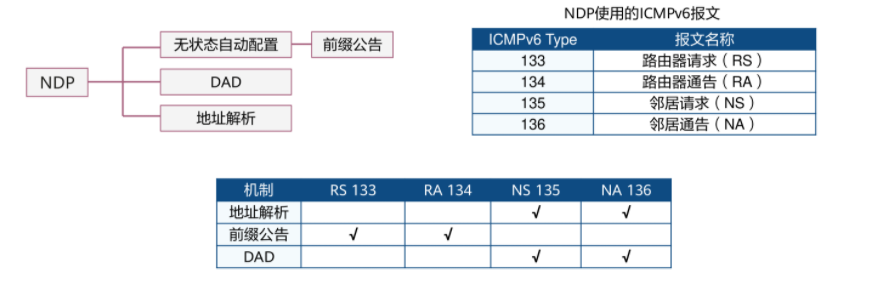 NDP使用的ICMPv6报文
无状态自动配置
前缀公告
NDP
DAD
地址解析
ICMPv6 Type 报文名称
133 路由器请求（RS）
134 路由器通告（RA）
135 邻居请求（NS）
136 邻居通告（NA）
机制 RS 133 RA 134 NS 135 NA 136
地址解析 √ √
前缀公告 √ √
DAD √ √